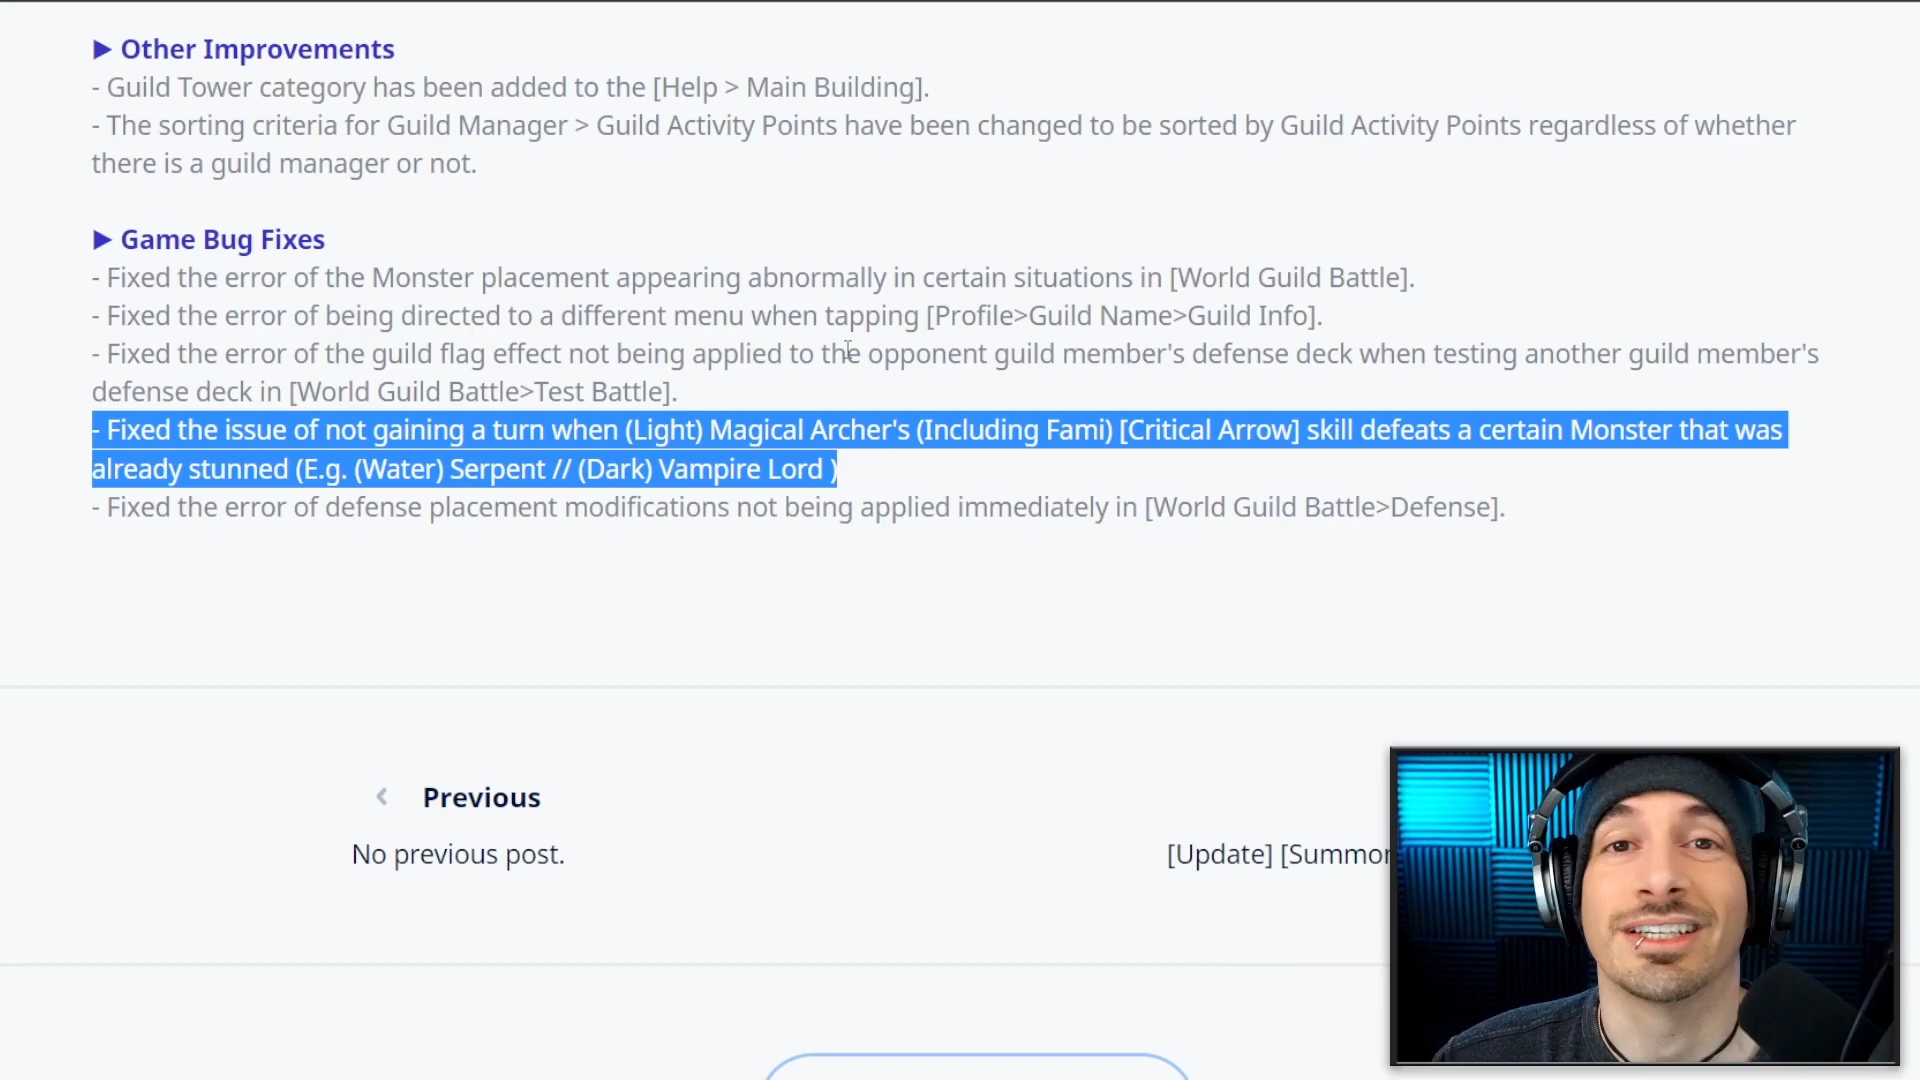 ▶ Other Improvements
- Guild Tower category has been added to the [Help > Main Building].
- The sorting criteria for Guild Manager > Guild Activity Points have been changed to be sorted by Guild Activity Points regardless of whether
there is a guild manager or not.
▶ Game Bug Fixes
- Fixed the error of the Monster placement appearing abnormally in certain situations in [World Guild Battle].
- Fixed the error of being directed to a different menu when tapping [Profile>Guild Name>Guild Info].
- Fixed the error of the guild flag effect not being applied to the opponent guild member's defense deck when testing another guild member's
defense deck in [World Guild Battle>Test Battle].
- Fixed the issue of not gaining a turn when (Light) Magical Archer's (Including Fami) [Critical Arrow] skill defeats a certain Monster that was
already stunned (E.g. (Water) Serpent // (Dark) Vampire Lord )
- Fixed the error of defense placement modifications not being applied immediately in [World Guild Battle>Defense].
Previous
No previous post.
[Update] [Summor